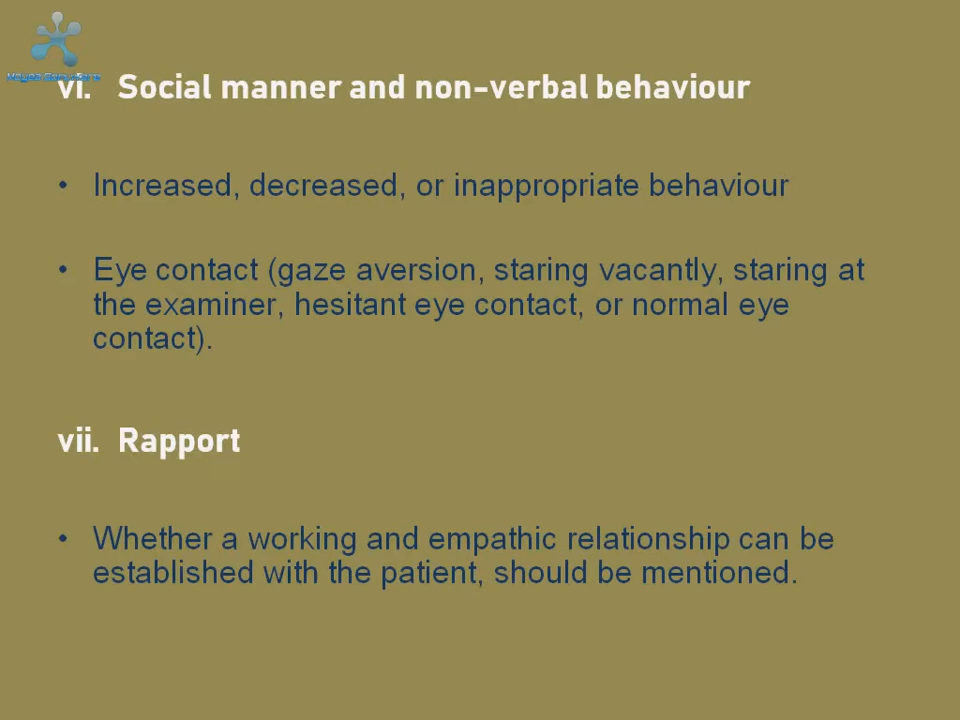 vi. Social manner and non-verbal behaviour
• Increased, decreased, or inappropriate behaviour
• Eye contact (gaze aversion, staring vacantly, staring at
the examiner, hesitant eye contact, or normal eye
contact).
vii. Rapport
• Whether a working and empathic relationship can be
established with the patient, should be mentioned.